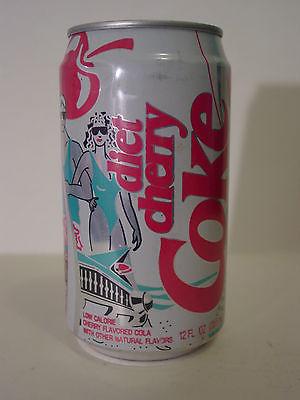 diet
cherry
Coke
LOW CALORIE
CHERRY FLAVORED COLA
WITH OTHER NATURAL FLAVORS
12 FL OZ